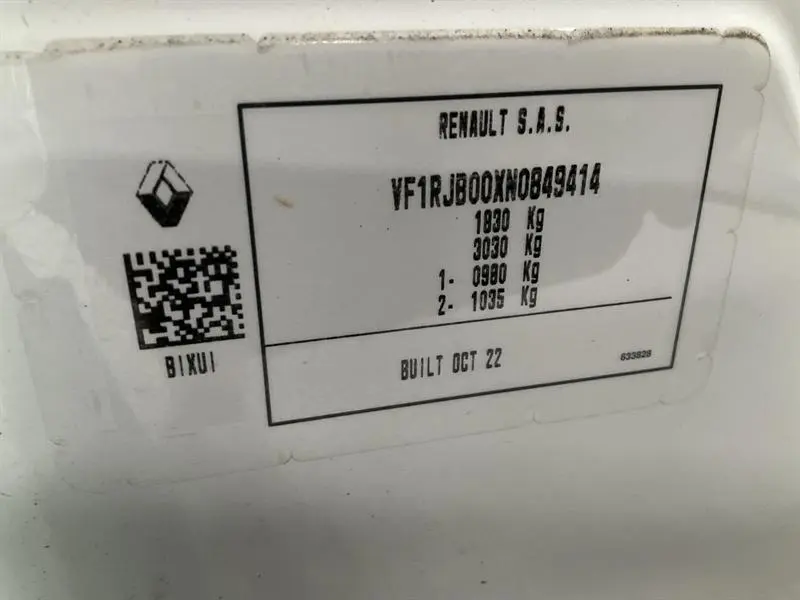 RENAULT S.A.S.
VF1RJB00XN0849414
1830 Kg
3030 Kg
1- 0980 Kg
2- 1035 Kg
BIXUI
BUILT OCT 22
633828